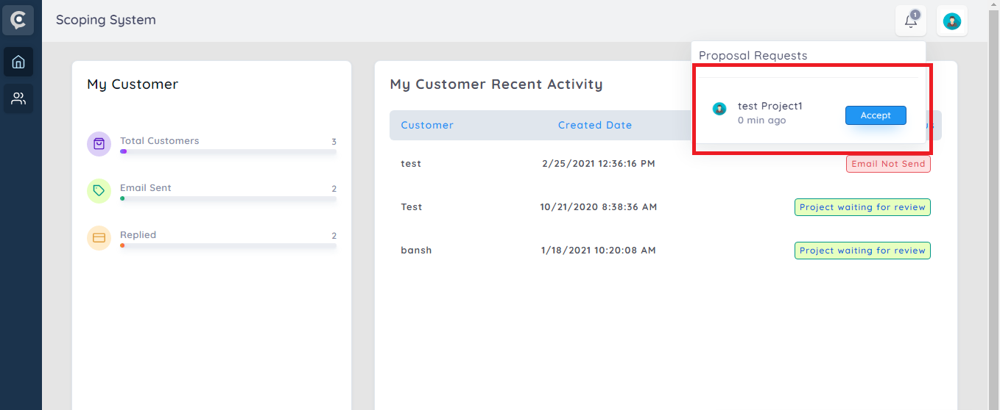 Scoping System
1
Proposal Requests
test Project1
0 min ago
Accept
My Customer
Total Customers 3
Email Sent 2
Replied 2
My Customer Recent Activity
Customer Created Date
test 2/25/2021 12:36:16 PM Email Not Send
Test 10/21/2020 8:38:36 AM Project waiting for review
bansh 1/18/2021 10:20:08 AM Project waiting for review